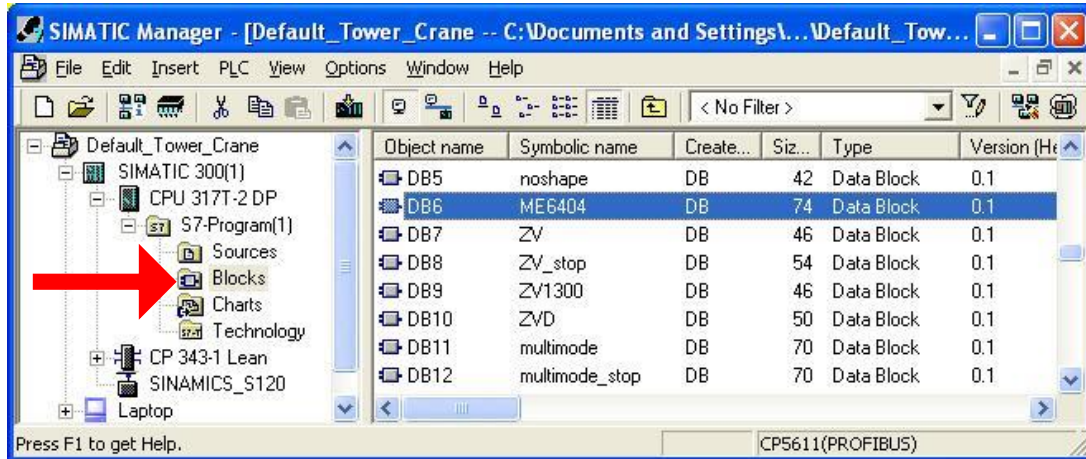 SIMATIC Manager - [Default_Tower_Crane -- C:\Documents and Settings\...\Default_Tow...
File Edit Insert PLC View Options Window Help
< No Filter >
Default_Tower_Crane
SIMATIC 300(1)
CPU 317T-2 DP
S7-Program(1)
Sources
Blocks
Charts
Technology
CP 343-1 Lean
SINAMICS_S120
Laptop
Object name Symbolic name Create... Siz... Type Version (He
DB5 noshape DB 42 Data Block 0.1
DB6 ME6404 DB 74 Data Block 0.1
DB7 ZV DB 46 Data Block 0.1
DB8 ZV_stop DB 54 Data Block 0.1
DB9 ZV1300 DB 46 Data Block 0.1
DB10 ZVD DB 50 Data Block 0.1
DB11 multimode DB 70 Data Block 0.1
DB12 multimode_stop DB 70 Data Block 0.1
Press F1 to get Help. CP5611(PROFIBUS)